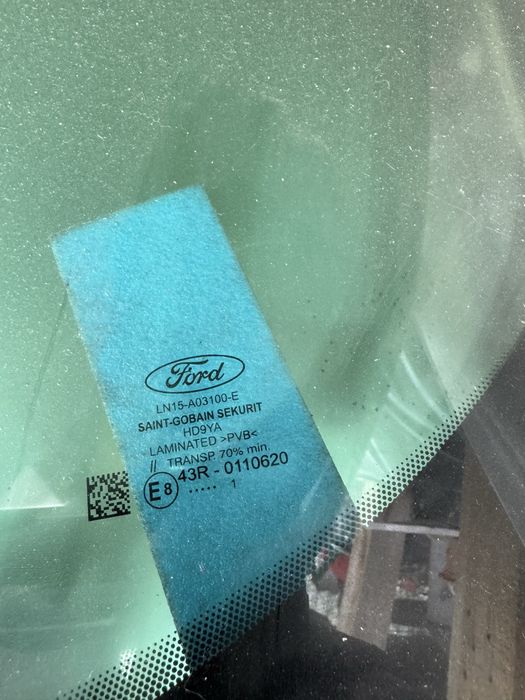 Ford
LN15-A03100-E
SAINT-GOBAIN SEKURIT
HD9YA
LAMINATED >PVB<
// TRANSP. 70% min.
43R - 0110620
E8
..... 1